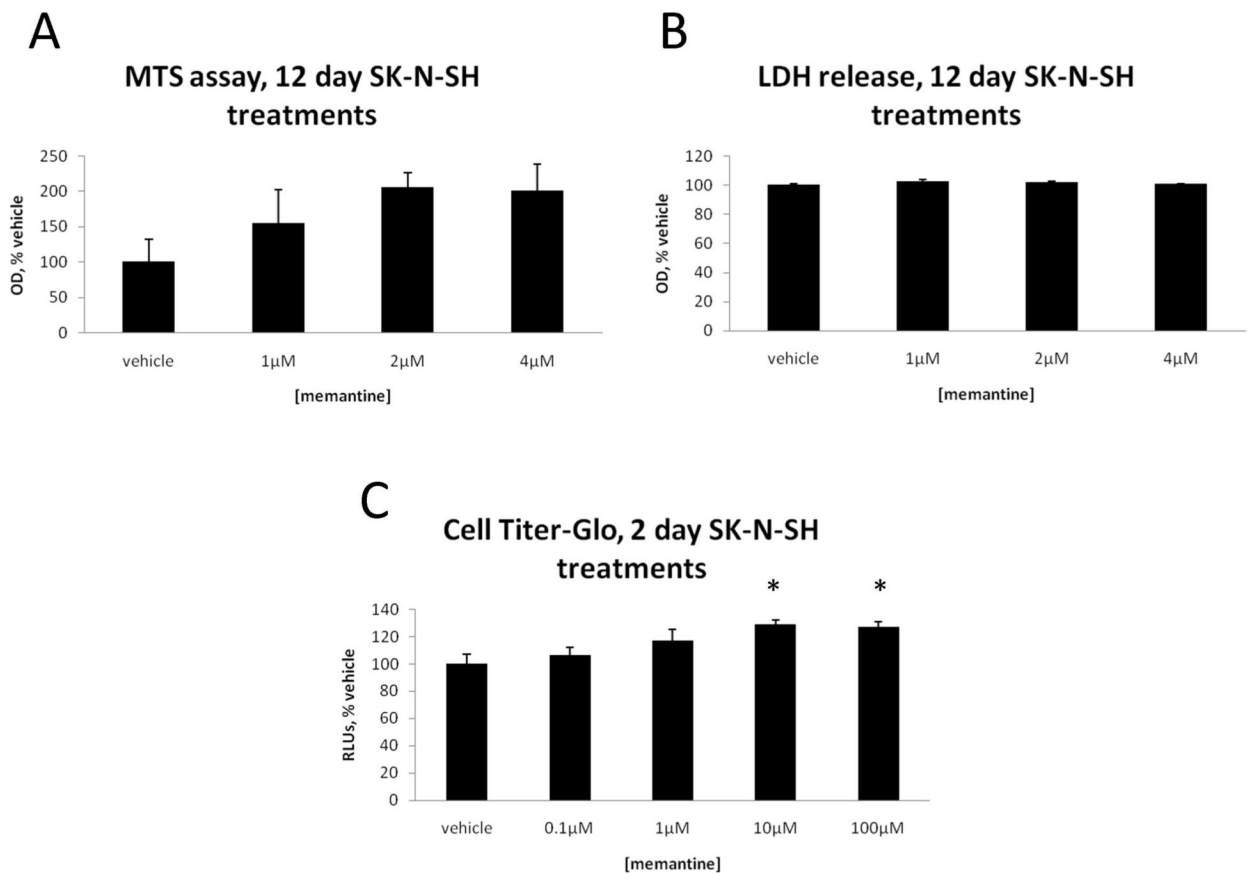 A
MTS assay, 12 day SK-N-SH
treatments
250
200
150
100
50
0
OD, % vehicle
vehicle 1µM 2µM 4µM
[memantine]
B
LDH release, 12 day SK-N-SH
treatments
120
100
80
60
40
20
0
OD, % vehicle
vehicle 1µM 2µM 4µM
[memantine]
C
Cell Titer-Glo, 2 day SK-N-SH
treatments
* *
140
120
100
80
60
40
20
0
RLUs, % vehicle
vehicle 0.1µM 1µM 10µM 100µM
[memantine]